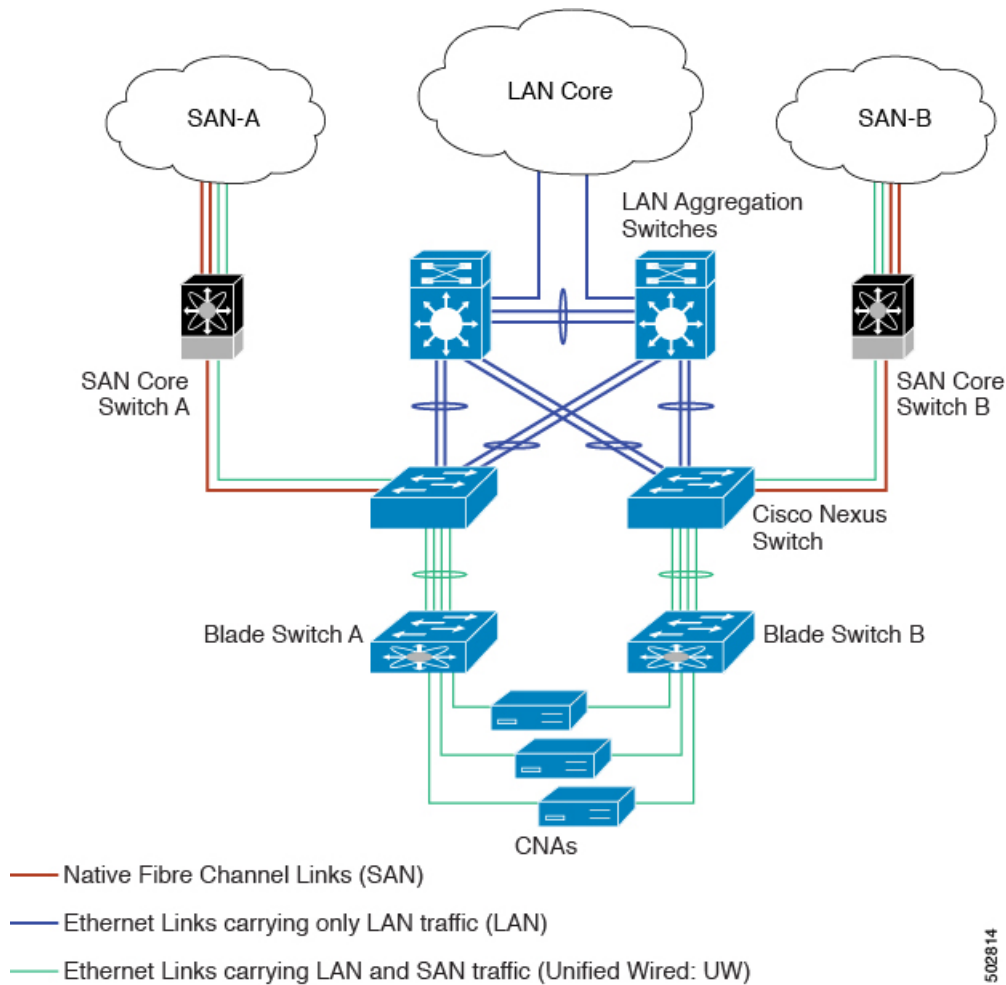 SAN-A
LAN Core
SAN-B
LAN Aggregation
Switches
SAN Core
Switch A
SAN Core
Switch B
Cisco Nexus
Switch
Blade Switch A
Blade Switch B
CNAs
Native Fibre Channel Links (SAN)
Ethernet Links carrying only LAN traffic (LAN)
Ethernet Links carrying LAN and SAN traffic (Unified Wired: UW)
502814